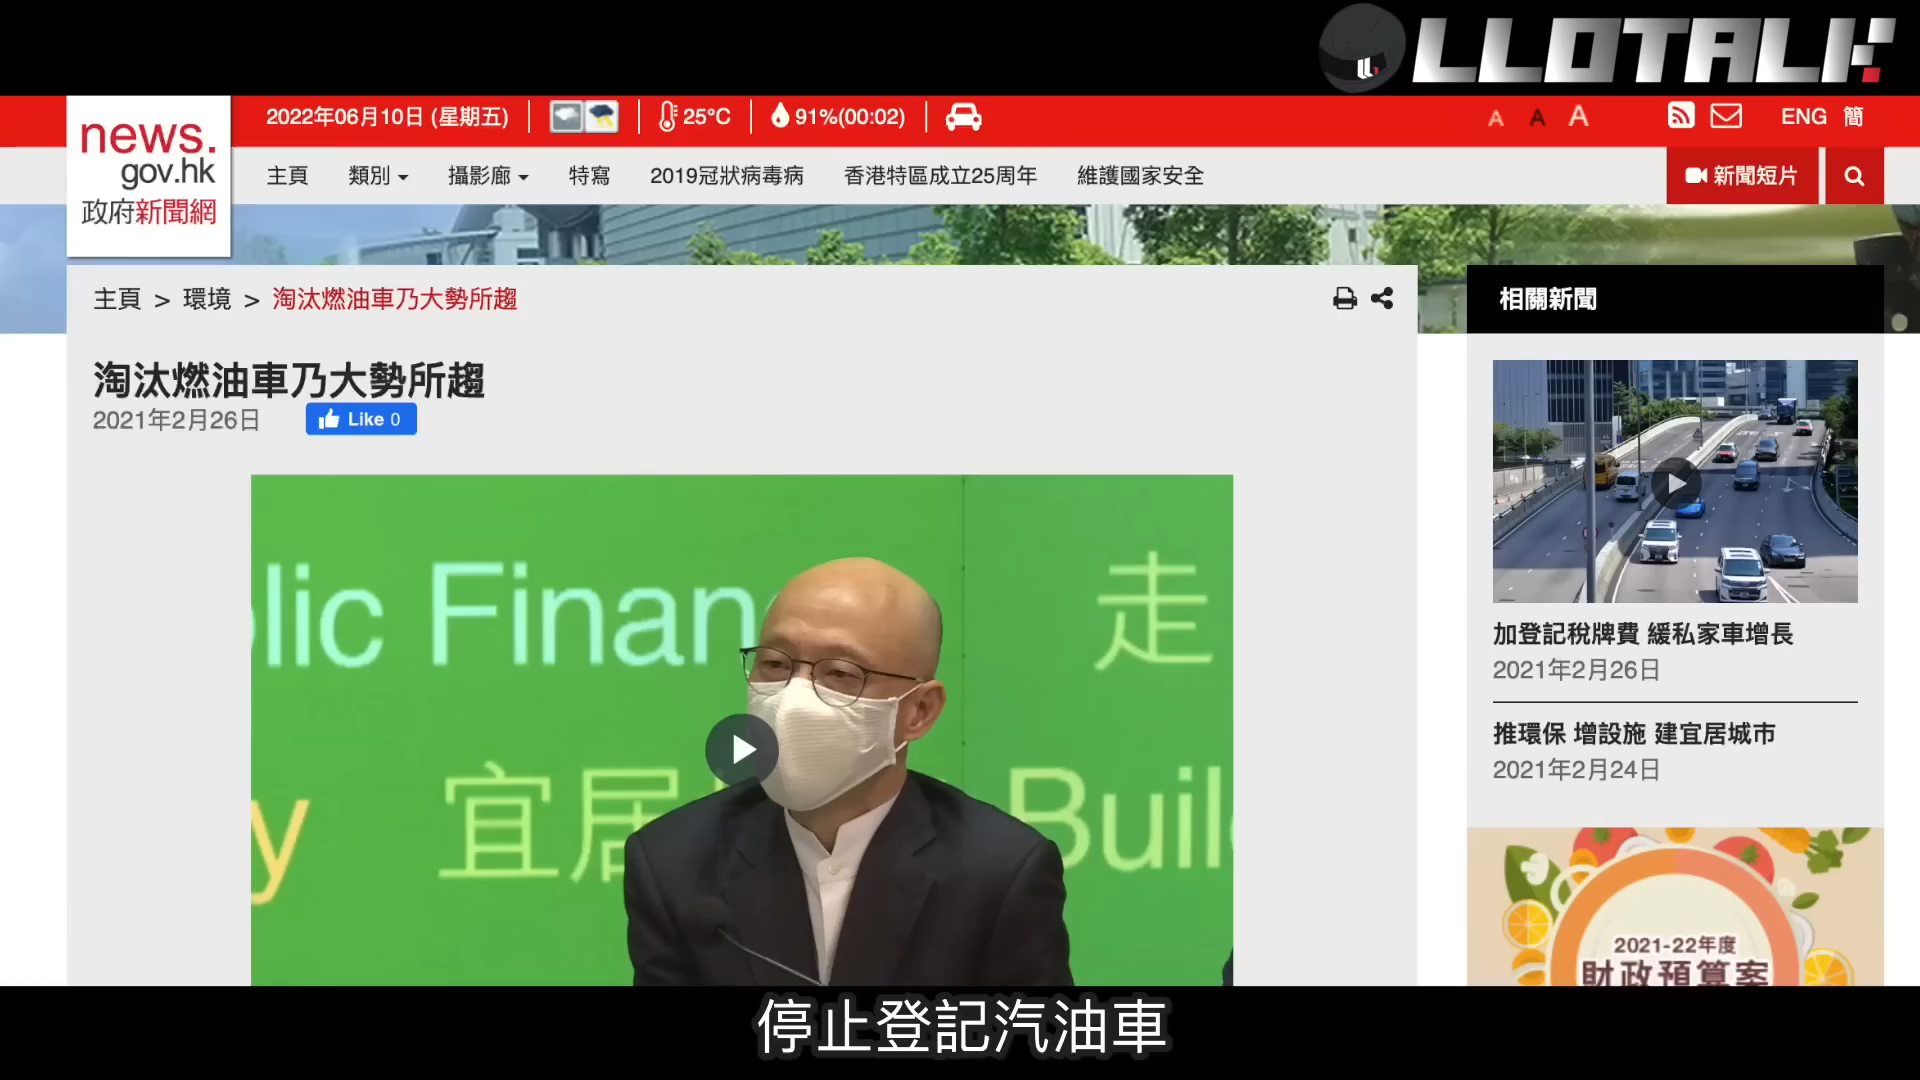 LLOTALK
news.
gov.hk
政府新聞網
2022年06月10日 (星期五)
25°C
91%(00:02)
A A A
ENG 簡
主頁 類別 攝影廊 特寫 2019冠狀病毒病 香港特區成立25周年 維護國家安全
新聞短片
主頁 > 環境 > 淘汰燃油車乃大勢所趨
淘汰燃油車乃大勢所趨
2021年2月26日
Like 0
lic Finan
走
y 宜居 Buil
相關新聞
加登記稅牌費 緩私家車增長
2021年2月26日
推環保 增設施 建宜居城市
2021年2月24日
2021-22年度
財政預算案
停止登記汽油車